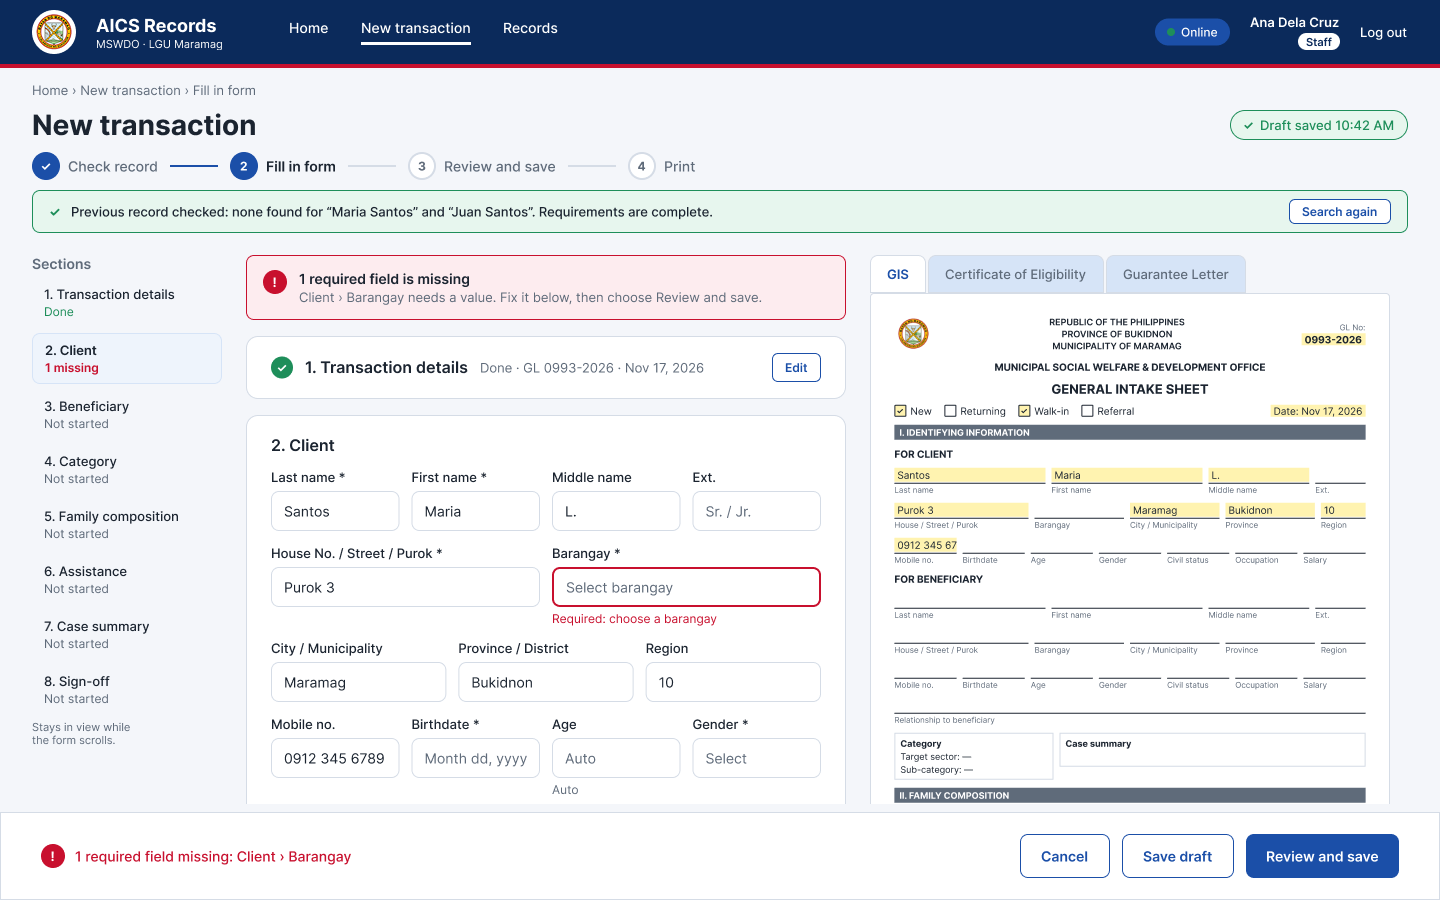 AICS Records
MSWDO · LGU Maramag
Home
New transaction
Records
Online
Ana Dela Cruz
Staff
Log out
Home › New transaction › Fill in form
New transaction
Draft saved 10:42 AM
Check record
2 Fill in form
3 Review and save
4 Print
Previous record checked: none found for “Maria Santos” and “Juan Santos”. Requirements are complete.
Search again
Sections
1. Transaction details
Done
2. Client
1 missing
3. Beneficiary
Not started
4. Category
Not started
5. Family composition
Not started
6. Assistance
Not started
7. Case summary
Not started
8. Sign-off
Not started
Stays in view while
the form scrolls.
! 1 required field is missing
Client › Barangay needs a value. Fix it below, then choose Review and save.
1. Transaction details Done · GL 0993-2026 · Nov 17, 2026 Edit
2. Client
Last name * First name * Middle name Ext.
Santos Maria L. Sr. / Jr.
House No. / Street / Purok * Barangay *
Purok 3 Select barangay
Required: choose a barangay
City / Municipality Province / District Region
Maramag Bukidnon 10
Mobile no. Birthdate * Age Gender *
0912 345 6789 Month dd, yyyy Auto Select
Auto
GIS Certificate of Eligibility Guarantee Letter
REPUBLIC OF THE PHILIPPINES
PROVINCE OF BUKIDNON
MUNICIPALITY OF MARAMAG
GL No:
0993-2026
MUNICIPAL SOCIAL WELFARE & DEVELOPMENT OFFICE
GENERAL INTAKE SHEET
New Returning Walk-in Referral Date: Nov 17, 2026
I. IDENTIFYING INFORMATION
FOR CLIENT
Santos Maria L.
Last name First name Middle name Ext.
Purok 3 Maramag Bukidnon 10
House / Street / Purok Barangay City / Municipality Province Region
0912 345 67
Mobile no. Birthdate Age Gender Civil status Occupation Salary
FOR BENEFICIARY
Last name First name Middle name Ext.
House / Street / Purok Barangay City / Municipality Province Region
Mobile no. Birthdate Age Gender Civil status Occupation Salary
Relationship to beneficiary
Category
Target sector: —
Sub-category: —
Case summary
II. FAMILY COMPOSITION
! 1 required field missing: Client › Barangay
Cancel
Save draft
Review and save